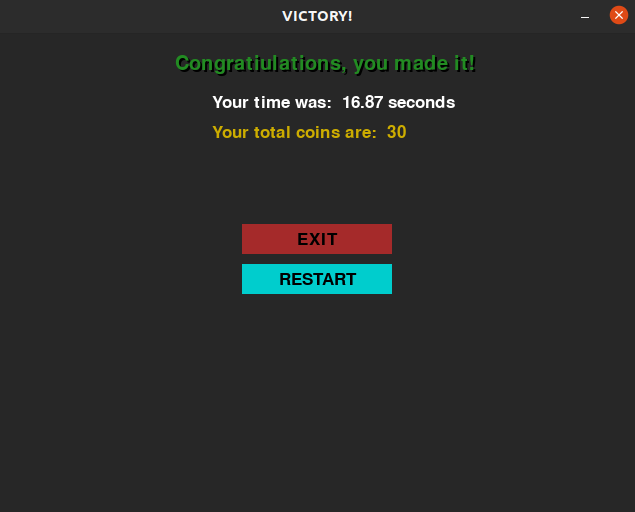 VICTORY!
Congratiulations, you made it!
Your time was: 16.87 seconds
Your total coins are: 30
EXIT
RESTART